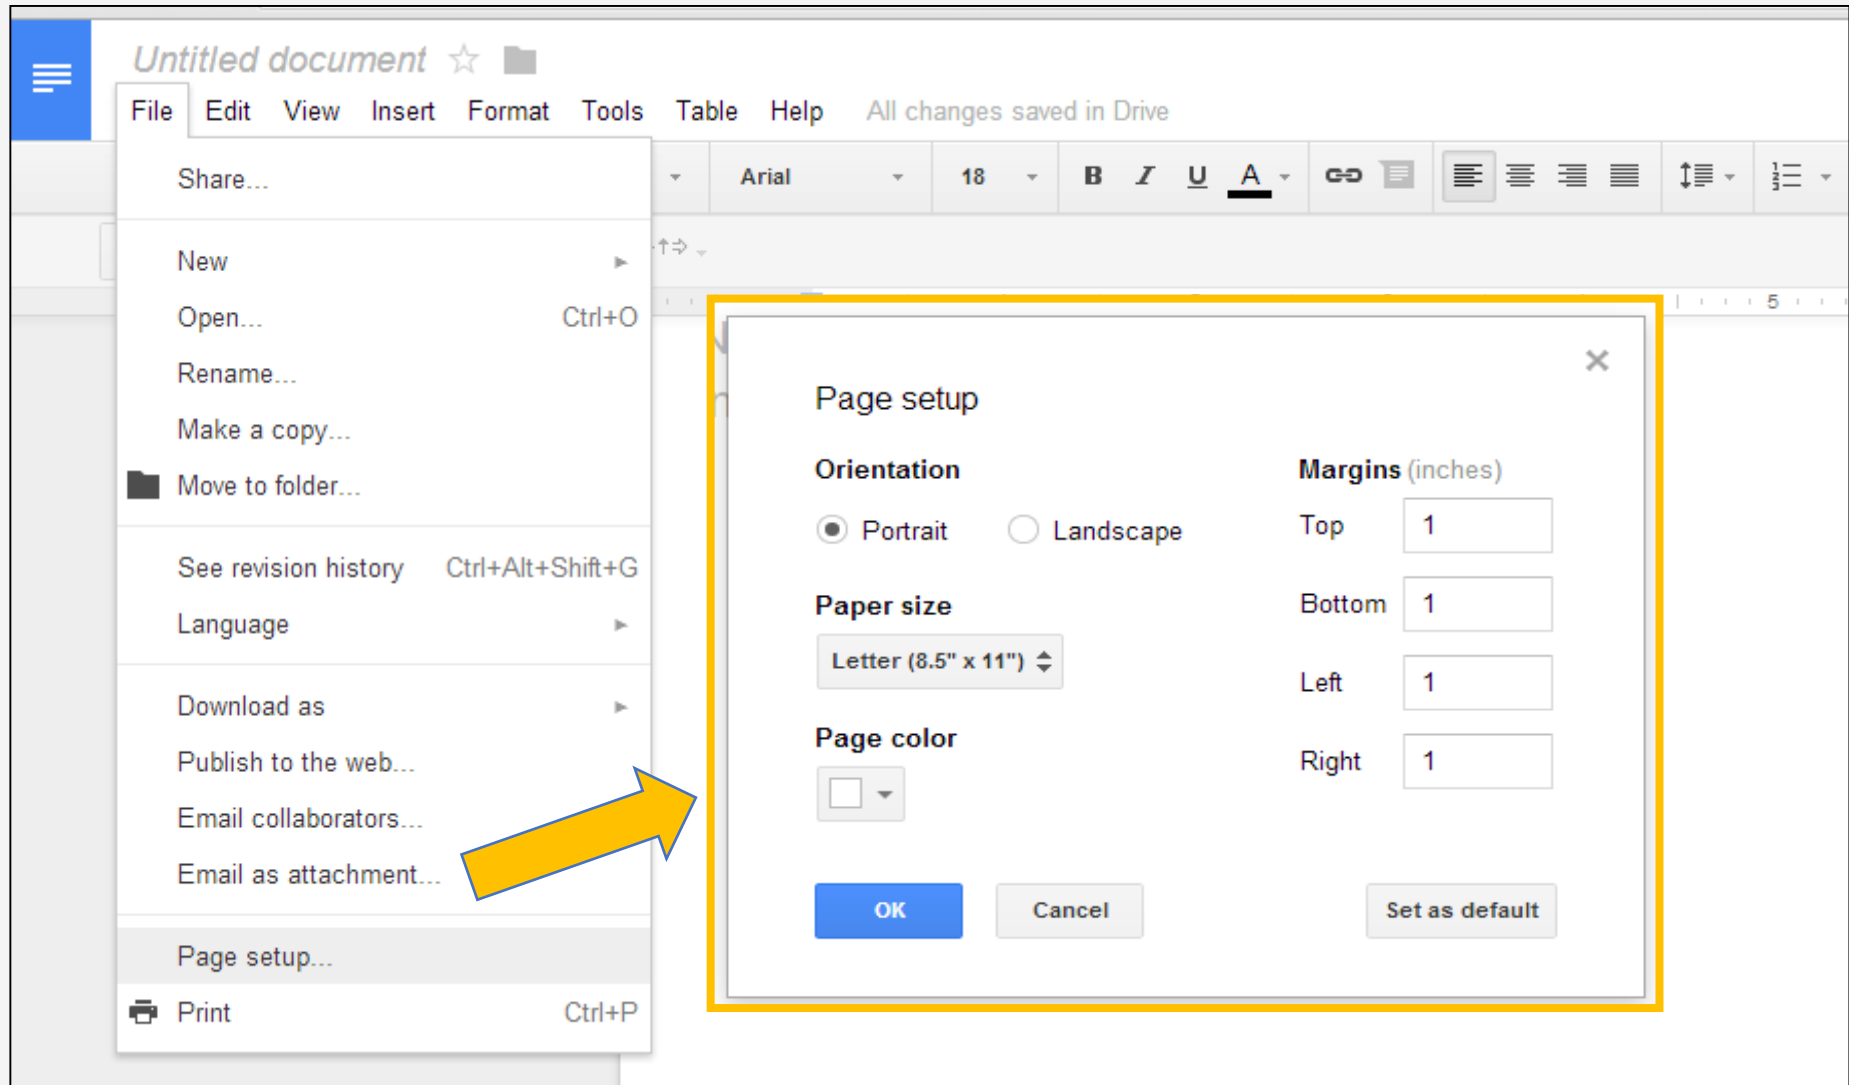 Untitled document
File Edit View Insert Format Tools Table Help All changes saved in Drive
Arial 18 B I U A
5
Share...
New
Open... Ctrl+O
Rename...
Make a copy...
Move to folder...
See revision history Ctrl+Alt+Shift+G
Language
Download as
Publish to the web...
Email collaborators...
Email as attachment...
Page setup...
Print Ctrl+P
Page setup
Orientation
Portrait Landscape
Paper size
Letter (8.5" x 11")
Page color
Margins (inches)
Top 1
Bottom 1
Left 1
Right 1
OK Cancel Set as default